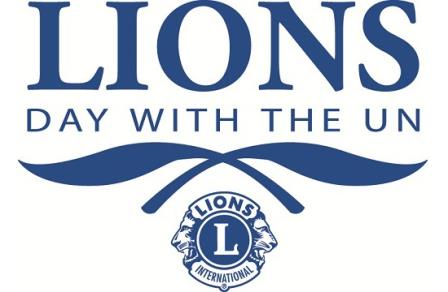 LIONS
DAY WITH THE UN
LIONS
L
INTERNATIONAL